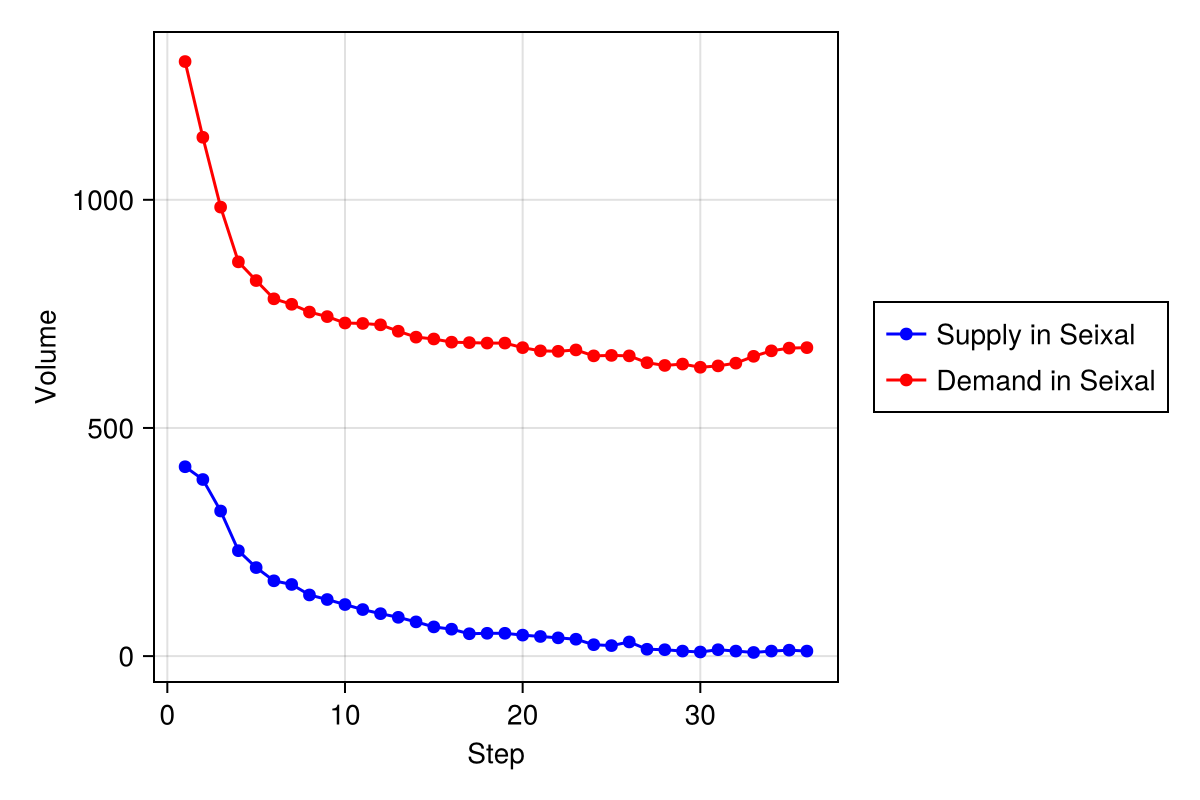 Volume
1000
500
0
0 10 20 30
Step
Supply in Seixal
Demand in Seixal